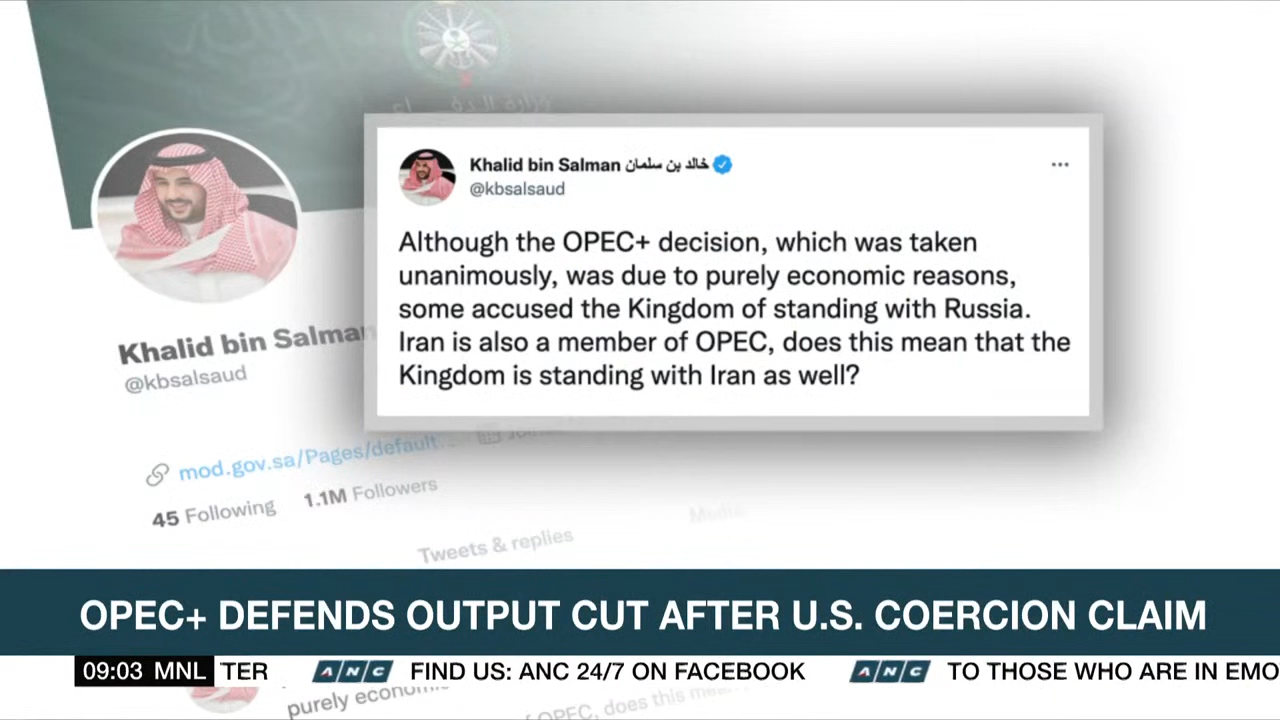 Khalid bin Salman خالد بن سلمان
@kbsalsaud
Although the OPEC+ decision, which was taken
unanimously, was due to purely economic reasons,
some accused the Kingdom of standing with Russia.
Iran is also a member of OPEC, does this mean that the
Kingdom is standing with Iran as well?
Khalid bin Salman
@kbsalsaud
mod.gov.sa/Pages/default...
45 Following 1.1M Followers
Tweets & replies
Media
OPEC+ DEFENDS OUTPUT CUT AFTER U.S. COERCION CLAIM
09:03 MNL TER ANC FIND US: ANC 24/7 ON FACEBOOK ANC TO THOSE WHO ARE IN EMO
purely economic
of OPEC, does this mean